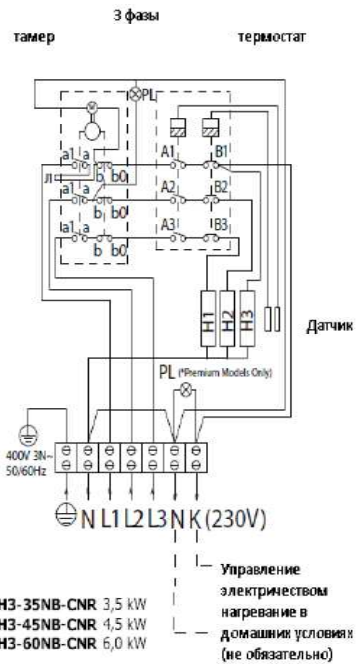 3 фазы
тамер
термостат
PL
M
a1 a
b b0
A1
B1
Л
a1 a
b b0
A2
B2
a1 a
b b0
A3
B3
H1
H2
H3
Датчик
PL (*Premium Models Only)
400V 3N~
50/60Hz
N L1 L2 L3 N K (230V)
Управление
электричеством
нагревание в
домашних условиях
(не обязательно)
H3-35NB-CNR 3,5 kW
H3-45NB-CNR 4,5 kW
H3-60NB-CNR 6,0 kW